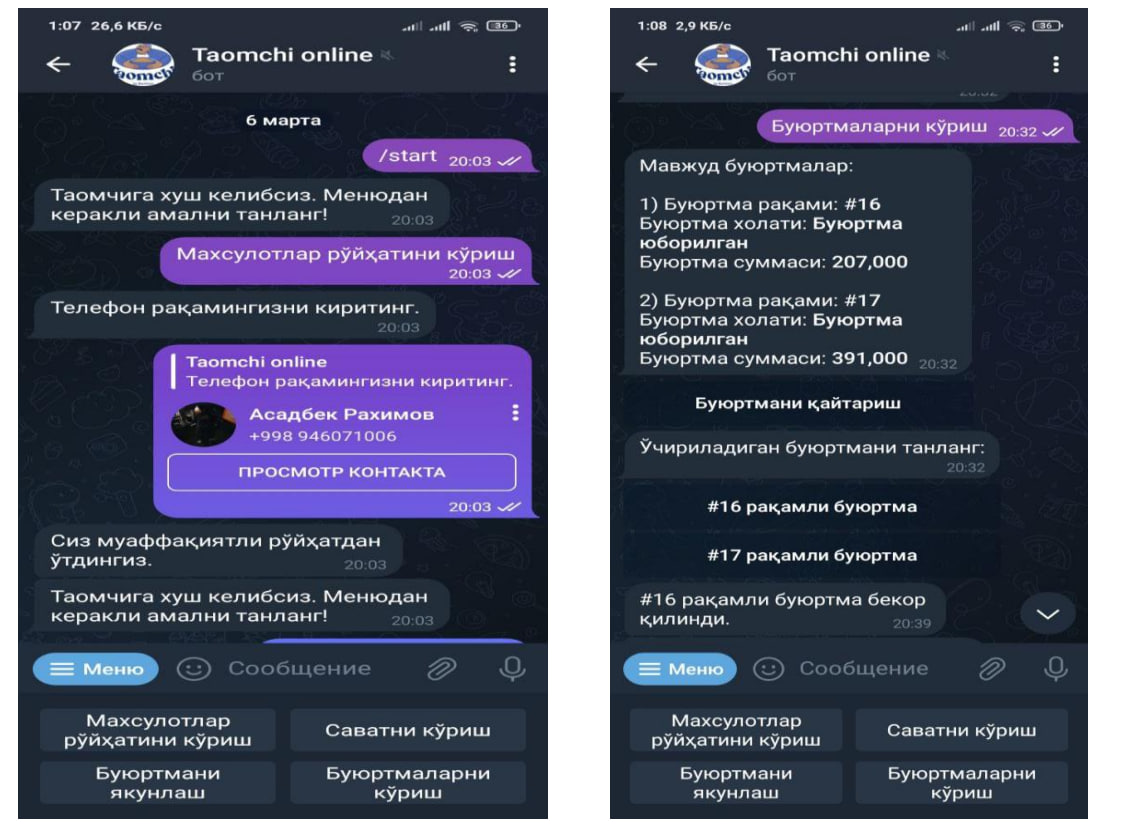 1:07 26,6 КБ/с
36
Taomchi online
бот
6 марта
/start 20:03
Таомчига хуш келибсиз. Менюдан
керакли амални танланг! 20:03
Махсулотлар рўйҳатини кўриш
20:03
Телефон рақамингизни киритинг.
20:03
Taomchi online
Телефон рақамингизни киритинг.
Асадбек Рахимов
+998 946071006
ПРОСМОТР КОНТАКТА
20:03
Сиз муаффақиятли рўйҳатдан
ўтдингиз. 20:03
Таомчига хуш келибсиз. Менюдан
керакли амални танланг! 20:03
Меню Сообщение
Махсулотлар
рўйҳатини кўриш
Саватни кўриш
Буюртмани
якунлаш
Буюртмаларни
кўриш
1:08 2,9 КБ/с
36
Taomchi online
бот
20:32
Буюртмаларни кўриш 20:32
Мавжуд буюртмалар:
1) Буюртма рақами: #16
Буюртма холати: Буюртма
юборилган
Буюртма суммаси: 207,000
2) Буюртма рақами: #17
Буюртма холати: Буюртма
юборилган
Буюртма суммаси: 391,000 20:32
Буюртмани қайтариш
Ўчириладиган буюртмани танланг:
20:32
#16 рақамли буюртма
#17 рақамли буюртма
#16 рақамли буюртма бекор
қилинди. 20:39
Меню Сообщение
Махсулотлар
рўйҳатини кўриш
Саватни кўриш
Буюртмани
якунлаш
Буюртмаларни
кўриш